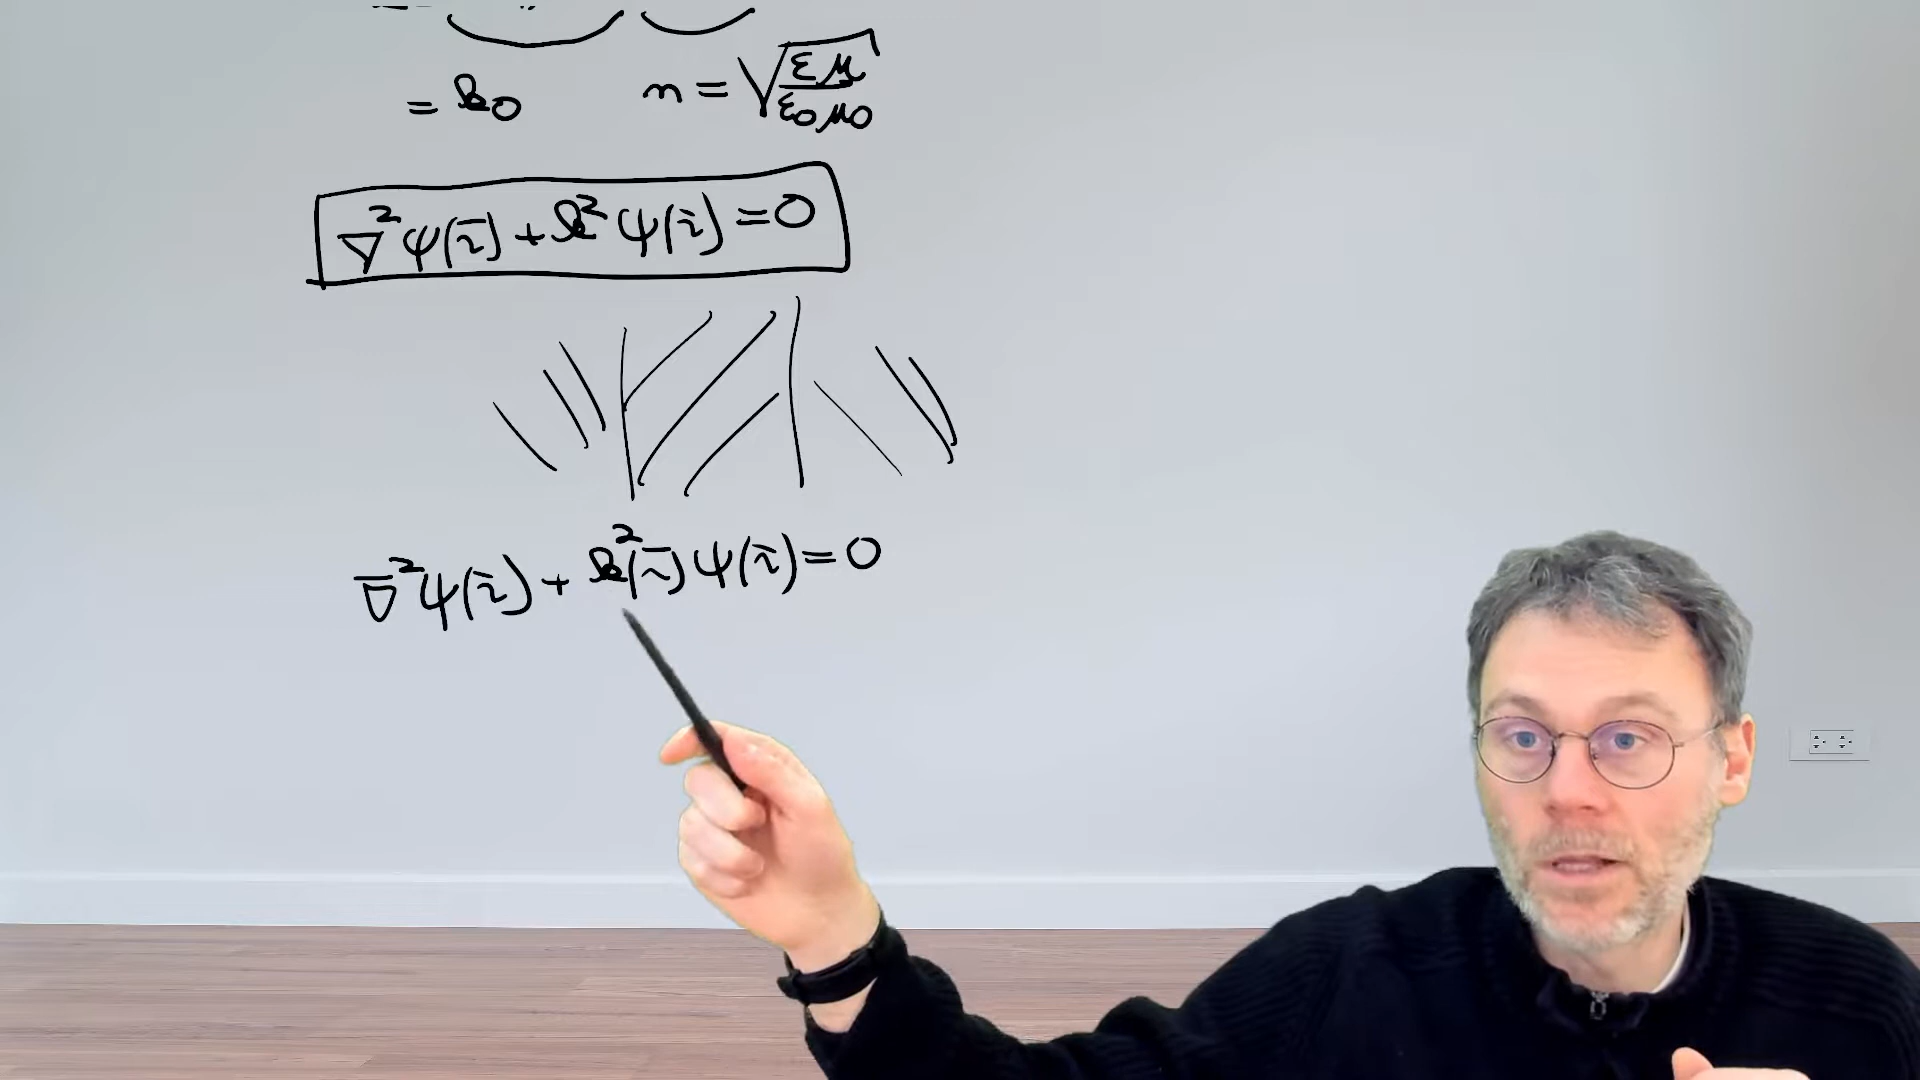 = k₀ n = √(εμ/ε₀μ₀)
∇²ψ(r̄) + k²ψ(r̄) = 0
∇²ψ(r̄) + k²(r̄)ψ(r̄) = 0